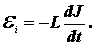 ℰᵢ = −L dJ/dt.